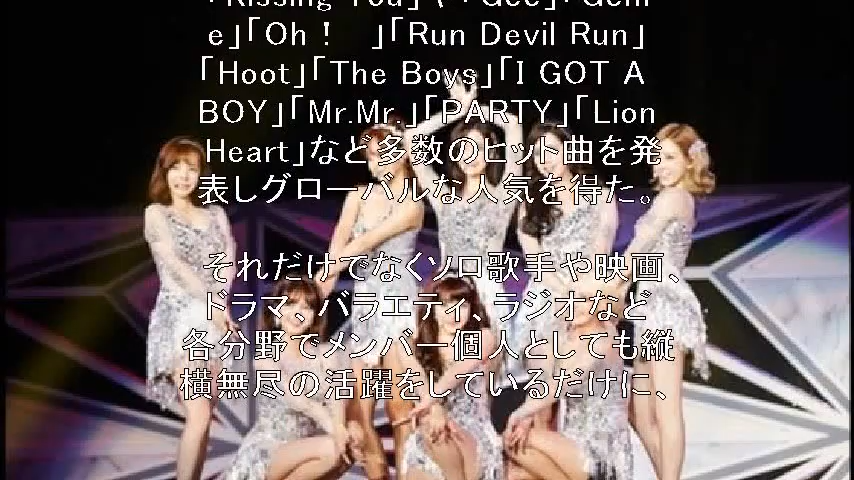 「Kissing You」や「Gee」「Geni
e」「Oh！　」「Run Devil Run」
「Hoot」「The Boys」「I GOT A
BOY」「Mr.Mr.」「PARTY」「Lion
Heart」など多数のヒット曲を発
表しグローバルな人気を得た。
それだけでなくソロ歌手や映画、
ドラマ、バラエティ、ラジオなど
各分野でメンバー個人としても縦
横無尽の活躍をしているだけに、